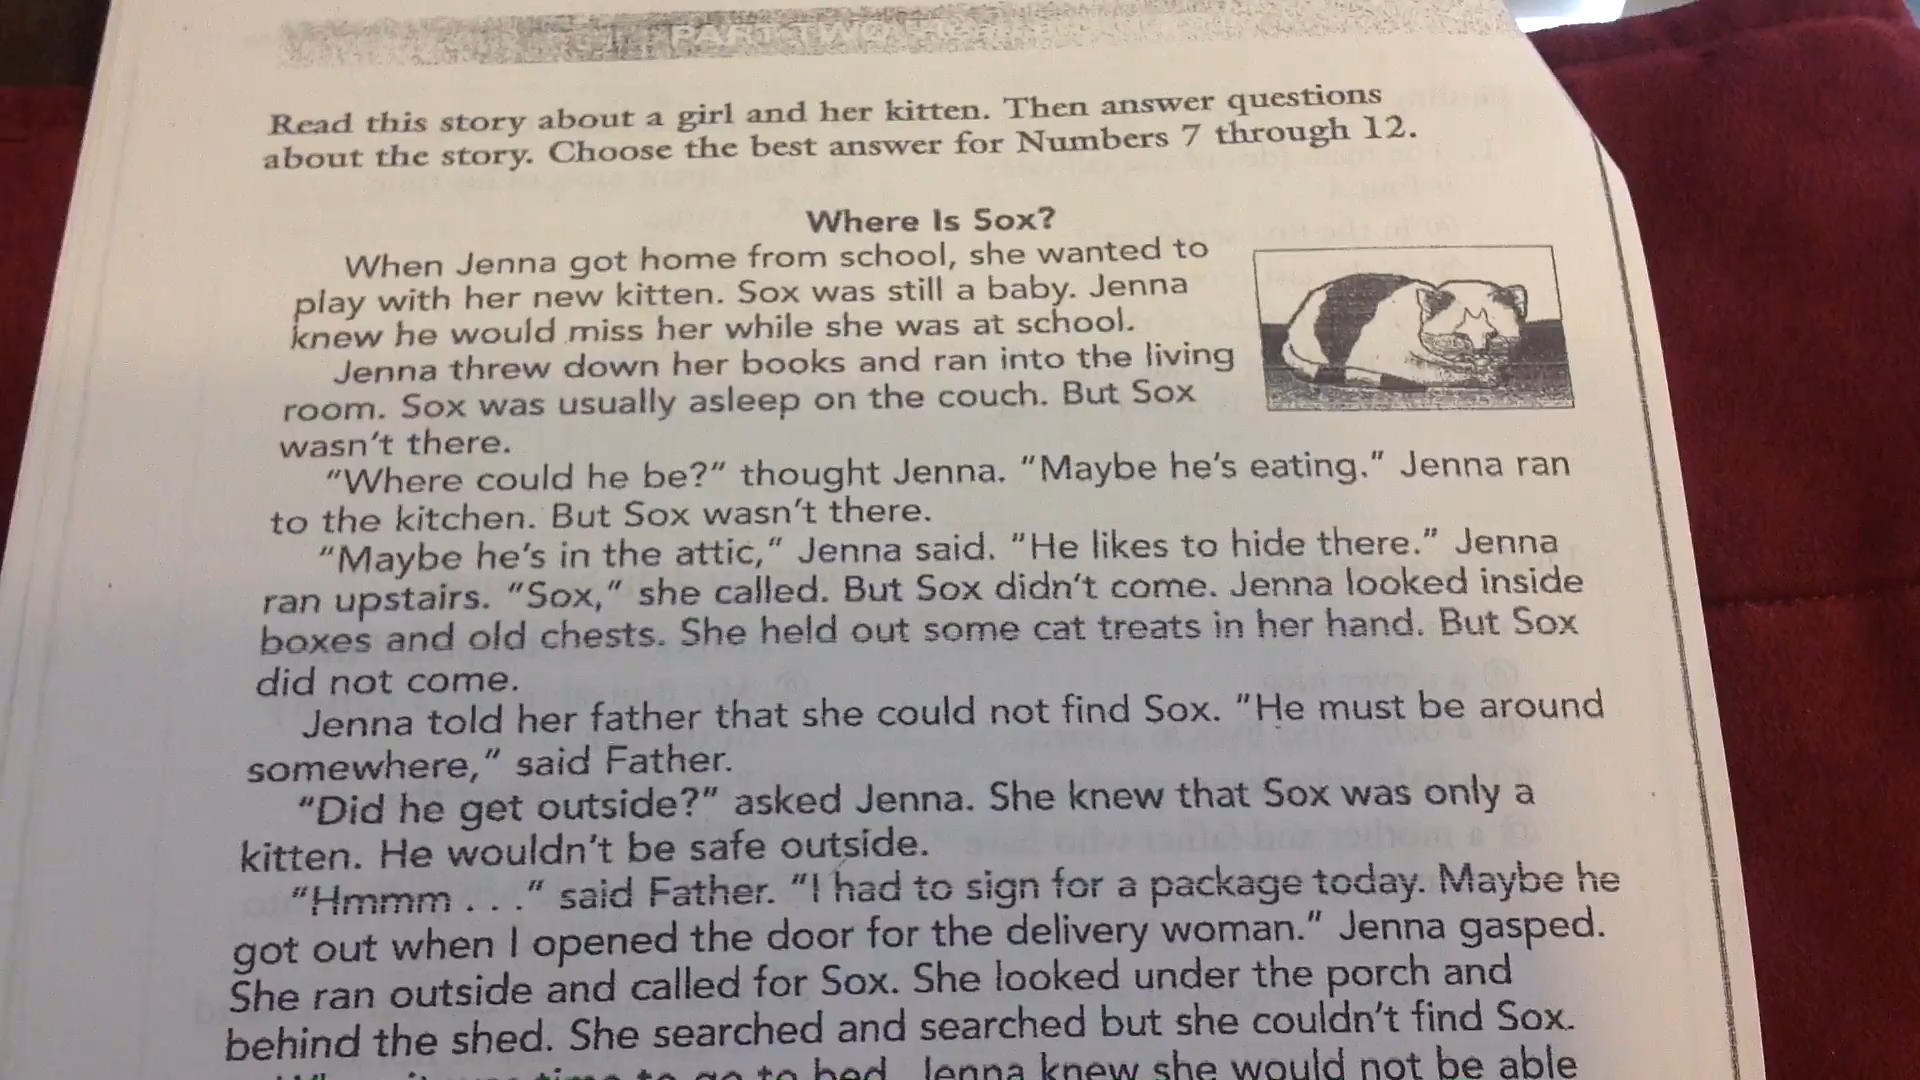 PART TWO
Read this story about a girl and her kitten. Then answer questions
about the story. Choose the best answer for Numbers 7 through 12.
Where Is Sox?
When Jenna got home from school, she wanted to
play with her new kitten. Sox was still a baby. Jenna
knew he would miss her while she was at school.
Jenna threw down her books and ran into the living
room. Sox was usually asleep on the couch. But Sox
wasn't there.
"Where could he be?" thought Jenna. "Maybe he's eating." Jenna ran
to the kitchen. But Sox wasn't there.
"Maybe he's in the attic," Jenna said. "He likes to hide there." Jenna
ran upstairs. "Sox," she called. But Sox didn't come. Jenna looked inside
boxes and old chests. She held out some cat treats in her hand. But Sox
did not come.
Jenna told her father that she could not find Sox. "He must be around
somewhere," said Father.
"Did he get outside?" asked Jenna. She knew that Sox was only a
kitten. He wouldn't be safe outside.
"Hmmm . . ." said Father. "I had to sign for a package today. Maybe he
got out when I opened the door for the delivery woman." Jenna gasped.
She ran outside and called for Sox. She looked under the porch and
behind the shed. She searched and searched but she couldn't find Sox.
When it was time to go to bed, Jenna knew she would not be able